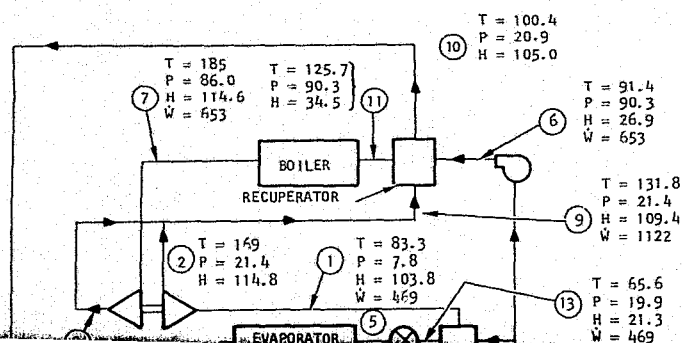 T = 100.4
P = 20.9
H = 105.0
10
T = 185
P = 86.0
H = 114.6
Ẇ = 653
7
T = 125.7
P = 90.3
H = 34.5
11
T = 91.4
P = 90.3
H = 26.9
Ẇ = 653
6
BOILER
RECUPERATOR
T = 131.8
P = 21.4
H = 109.4
Ẇ = 1122
9
2
T = 169
P = 21.4
H = 114.8
1
T = 83.3
P = 7.8
H = 103.8
Ẇ = 469
5
13
T = 65.6
P = 19.9
H = 21.3
Ẇ = 469
EVAPORATOR